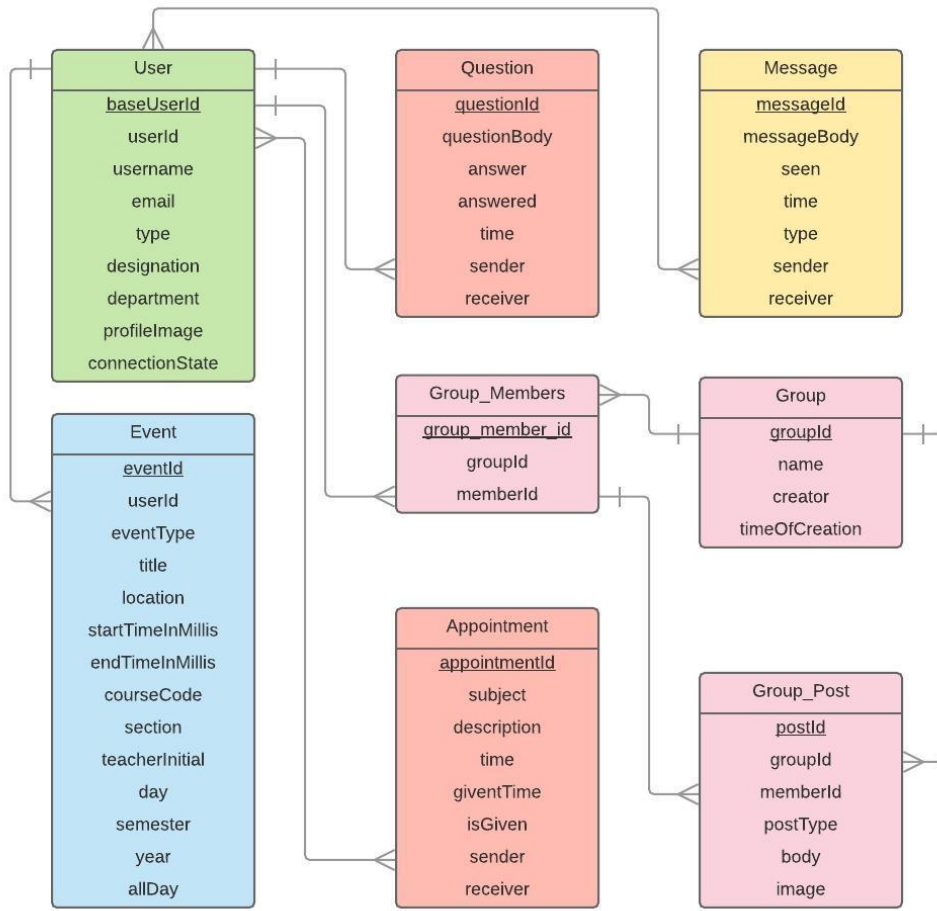 User
baseUserId
userId
username
email
type
designation
department
profileImage
connectionState
Question
questionId
questionBody
answer
answered
time
sender
receiver
Message
messageId
messageBody
seen
time
type
sender
receiver
Event
eventId
userId
eventType
title
location
startTimeInMillis
endTimeInMillis
courseCode
section
teacherInitial
day
semester
year
allDay
Group_Members
group_member_id
groupId
memberId
Group
groupId
name
creator
timeOfCreation
Appointment
appointmentId
subject
description
time
giventTime
isGiven
sender
receiver
Group_Post
postId
groupId
memberId
postType
body
image